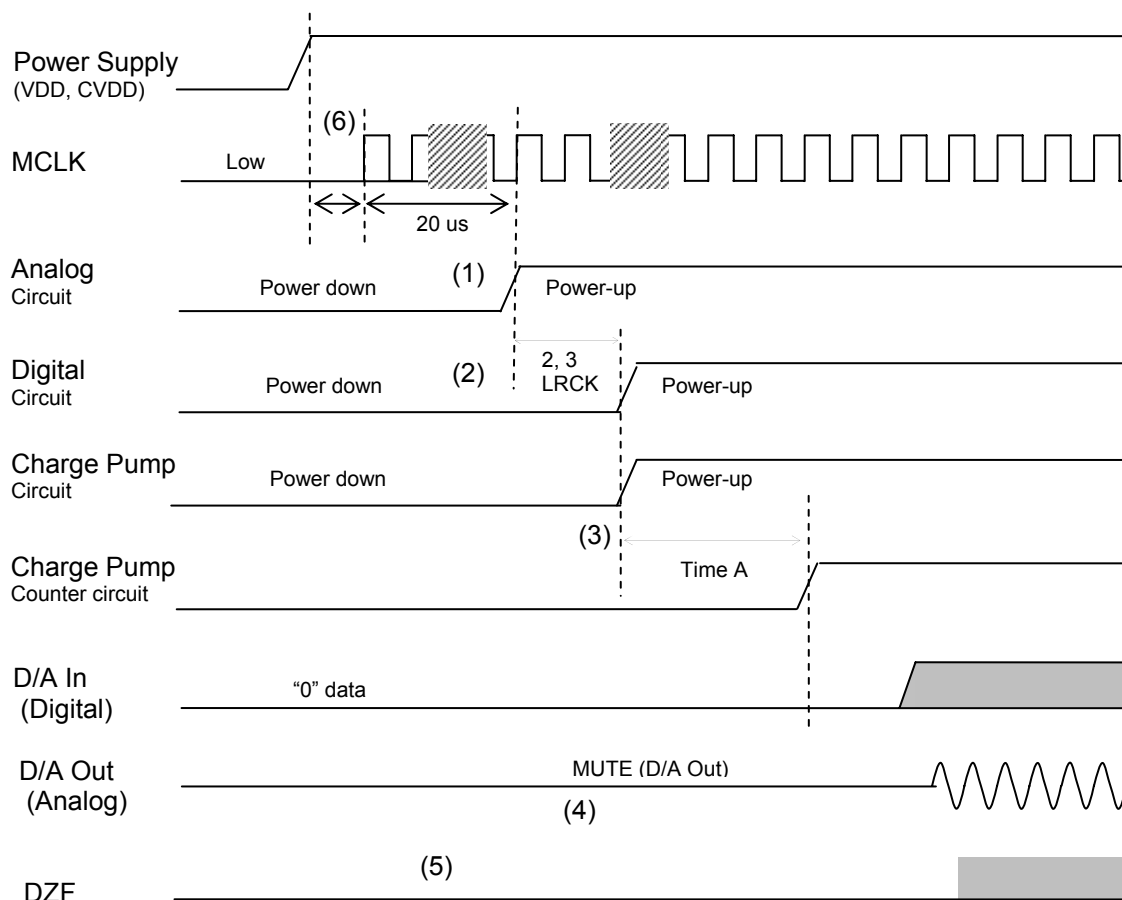 Power Supply
(VDD, CVDD)
(6)
MCLK
Low
20 us
Analog
Circuit
Power down
(1)
Power-up
2, 3
LRCK
Digital
Circuit
Power down
(2)
Power-up
Charge Pump
Circuit
Power down
Power-up
(3)
Time A
Charge Pump
Counter circuit
D/A In
(Digital)
“0” data
D/A Out
(Analog)
MUTE (D/A Out)
(4)
(5)
DZF